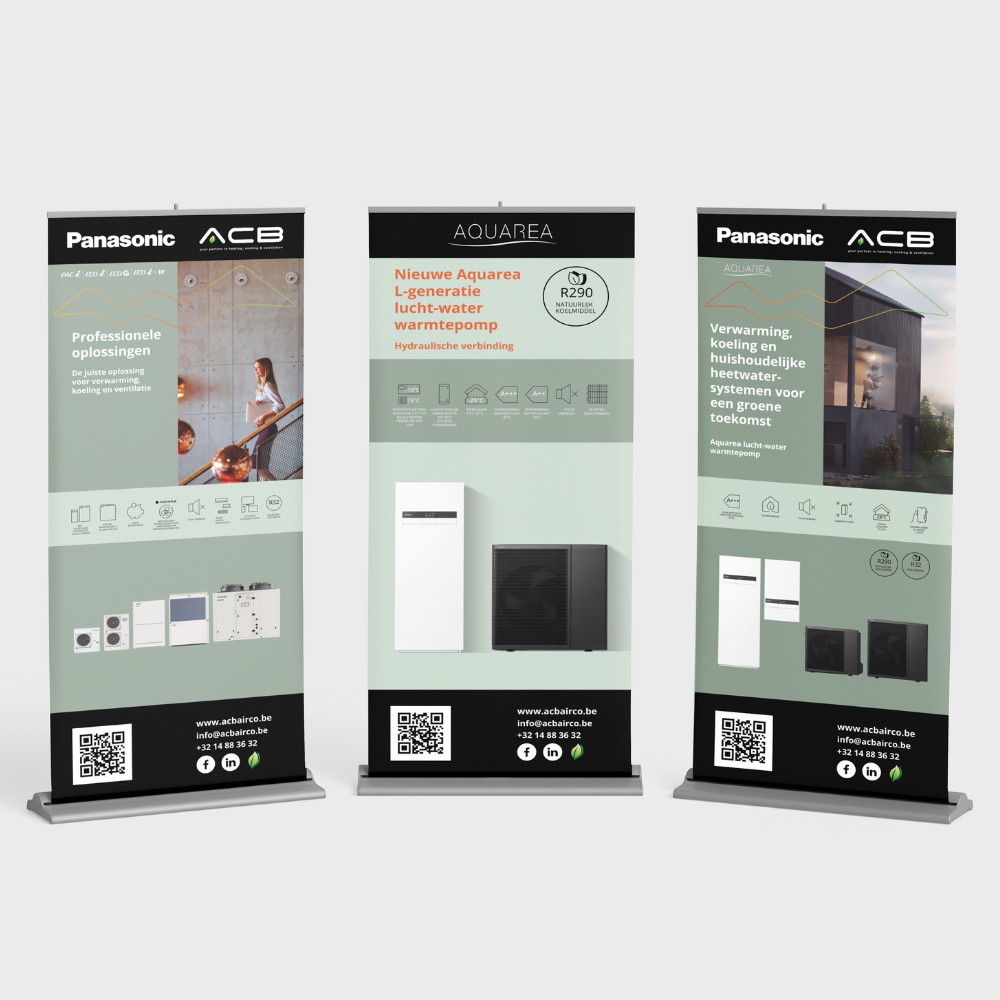 Panasonic
ACB
your partner in heating, cooling & ventilation
PACi | ECOi | ECO G | ECOi-W
Professionele
oplossingen
De juiste oplossing
voor verwarming,
koeling en ventilatie
R32
Panasonic
www.acbairco.be
info@acbairco.be
+32 14 88 36 32
AQUAREA
Nieuwe Aquarea
L-generatie
lucht-water
warmtepomp
Hydraulische verbinding
R290
NATUURLIJK
KOELMIDDEL
A+++
A++
www.acbairco.be
info@acbairco.be
+32 14 88 36 32
Panasonic
ACB
your partner in heating, cooling & ventilation
AQUAREA
Verwarming,
koeling en
huishoudelijke
heetwater-
systemen voor
een groene
toekomst
Aquarea lucht-water
warmtepomp
A+++
R290
R32
www.acbairco.be
info@acbairco.be
+32 14 88 36 32